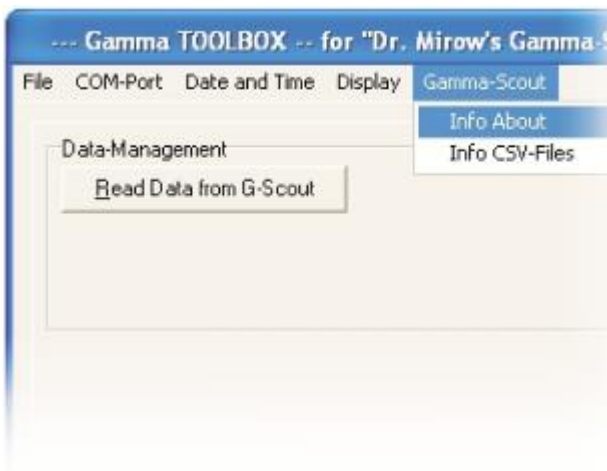 --- Gamma TOOLBOX -- for "Dr. Mirow's Gamma-
File COM-Port Date and Time Display Gamma-Scout
Info About
Info CSV-Files
Data-Management
Read Data from G-Scout